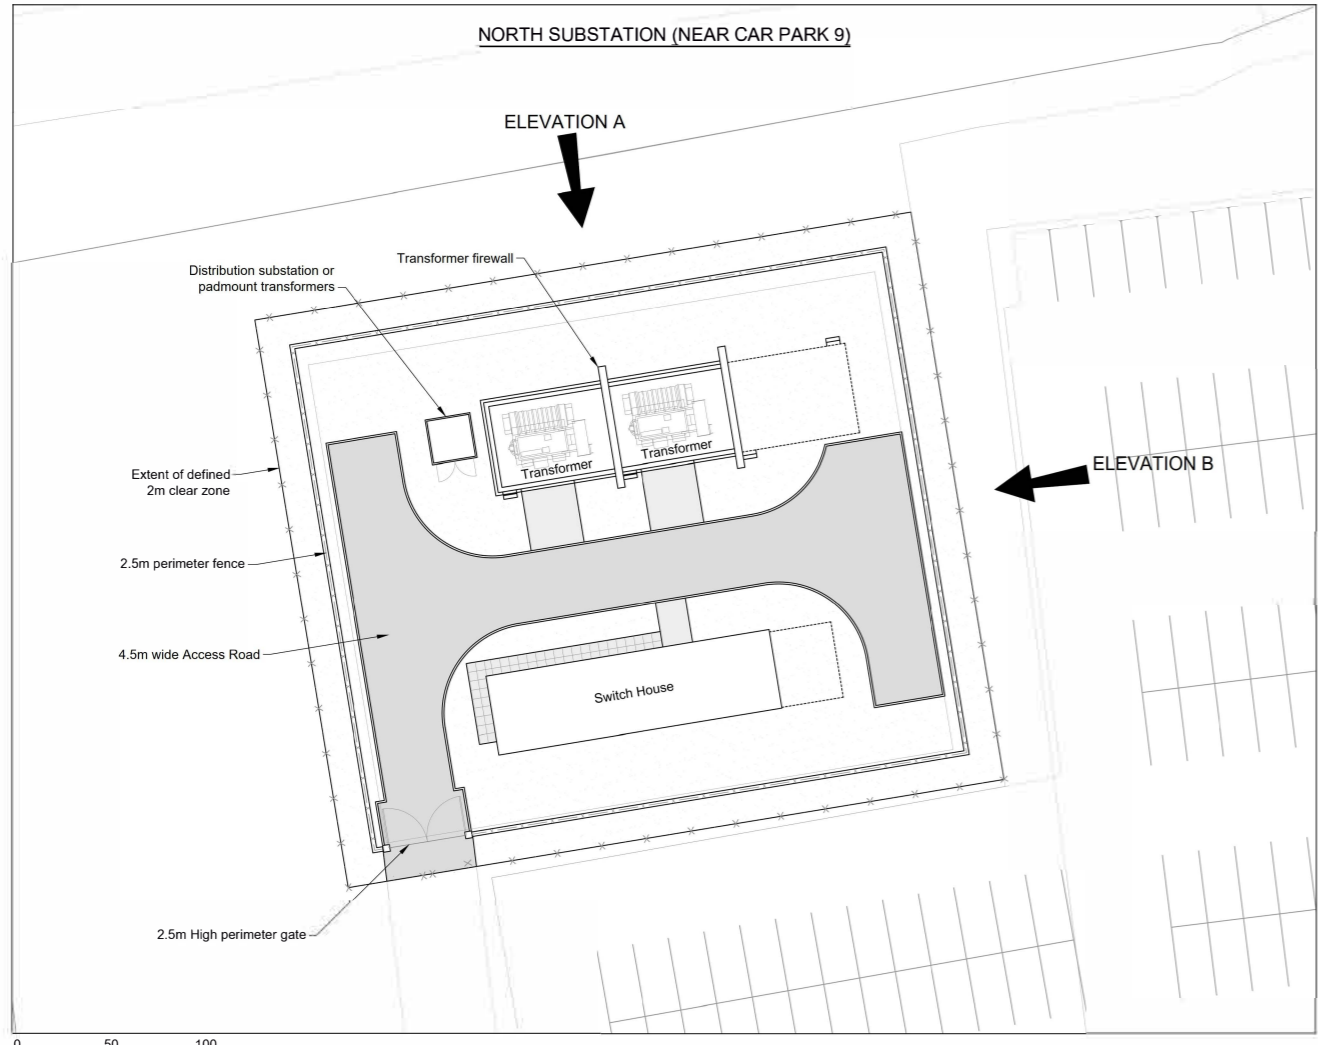 NORTH SUBSTATION (NEAR CAR PARK 9)
ELEVATION A
Transformer firewall
Distribution substation or
padmount transformers
Transformer
Transformer
Extent of defined
2m clear zone
ELEVATION B
2.5m perimeter fence
4.5m wide Access Road
Switch House
2.5m High perimeter gate
0 50 100